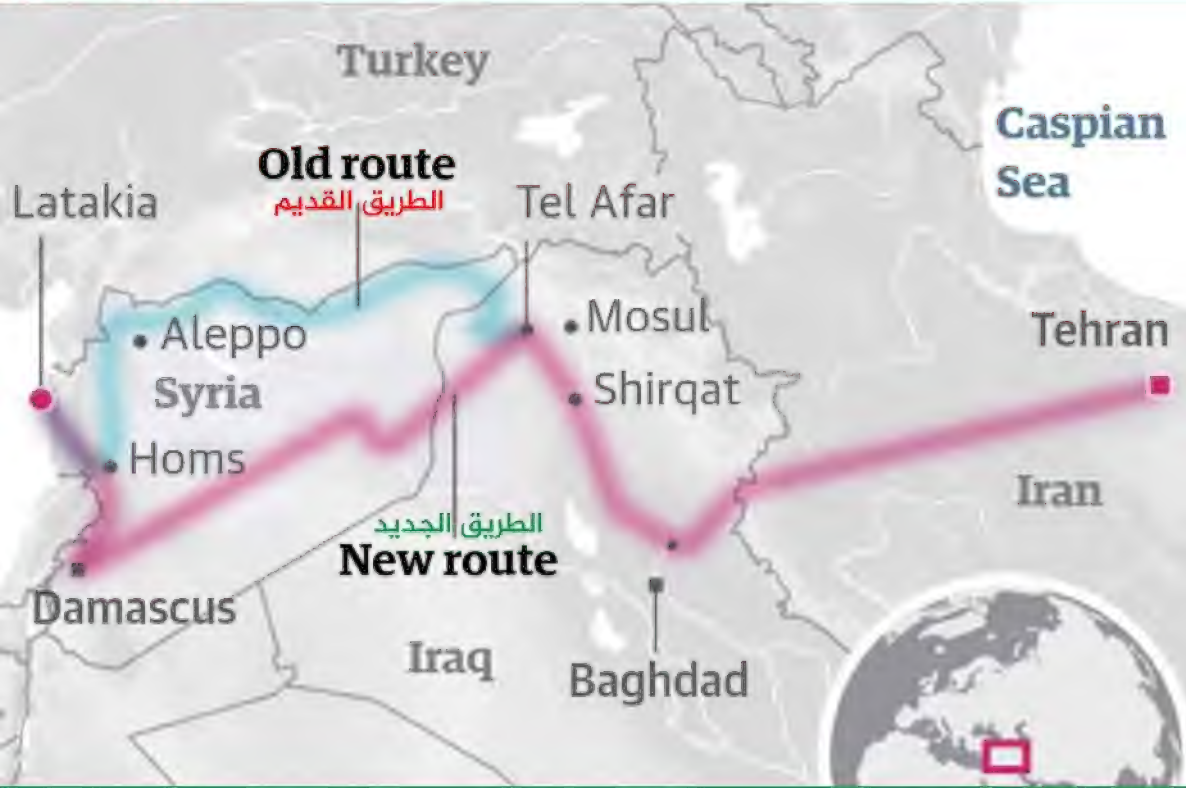 Turkey
Caspian
Sea
Old route
الطريق القديم
Latakia
Tel Afar
Mosul
Aleppo
Tehran
Syria
Shirqat
Homs
Iran
الطريق الجديد
New route
Damascus
Iraq
Baghdad